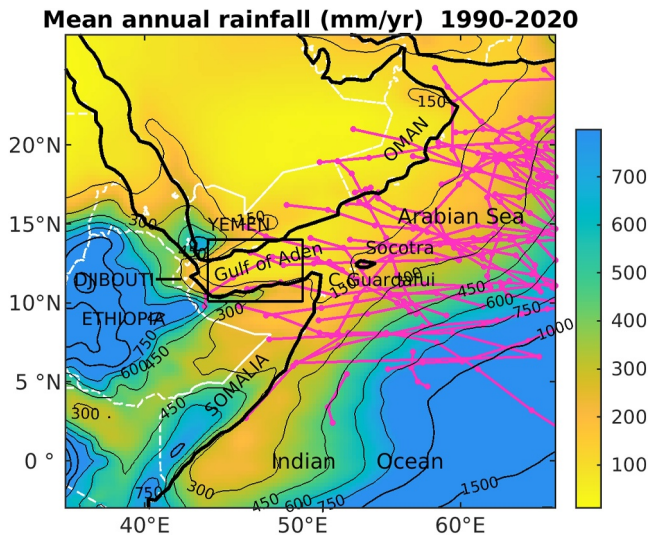 Mean annual rainfall (mm/yr)  1990-2020
150
OMAN
20°N
700
15°N
300
YEMEN
150
Arabian Sea
600
Socotra
500
Gulf of Aden
DJIBOUTI
C Guardafui
150
300
450
10°N
300
600
400
ETHIOPIA
750
1000
750
600
450
300
5 °N
SOMALIA
450
300
200
0 °
Indian Ocean
100
750
300
450
600
750
1500
40°E
50°E
60°E